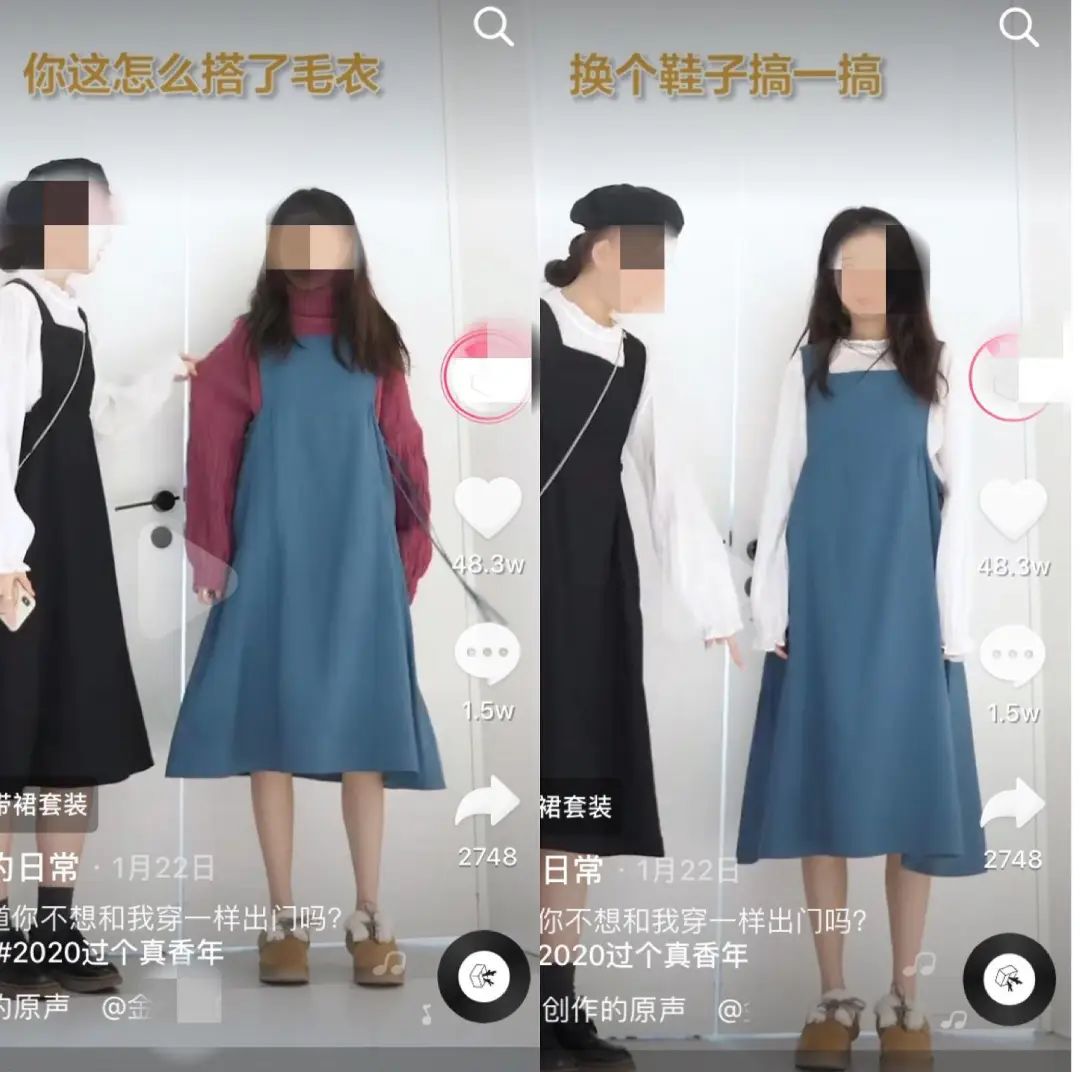 你这怎么搭了毛衣
48.3w
1.5w
带裙套装
2748
的日常 · 1月22日
道你不想和我穿一样出门吗?
#2020过个真香年
的原声 @金
换个鞋子搞一搞
48.3w
1.5w
裙套装
2748
日常 · 1月22日
你不想和我穿一样出门吗?
2020过个真香年
创作的原声 @